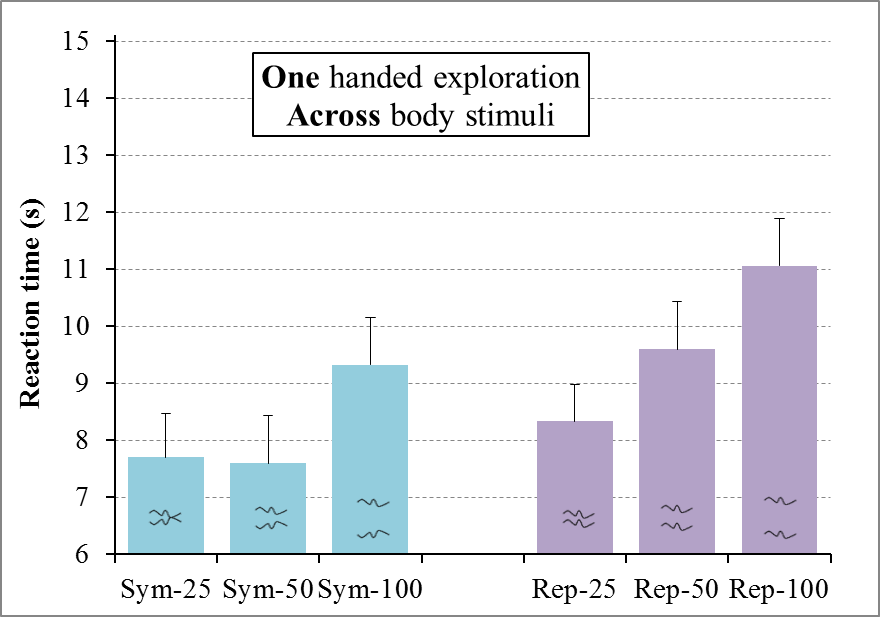 One handed exploration
Across body stimuli
Reaction time (s)
15
14
13
12
11
10
9
8
7
6
Sym-25 Sym-50 Sym-100 Rep-25 Rep-50 Rep-100